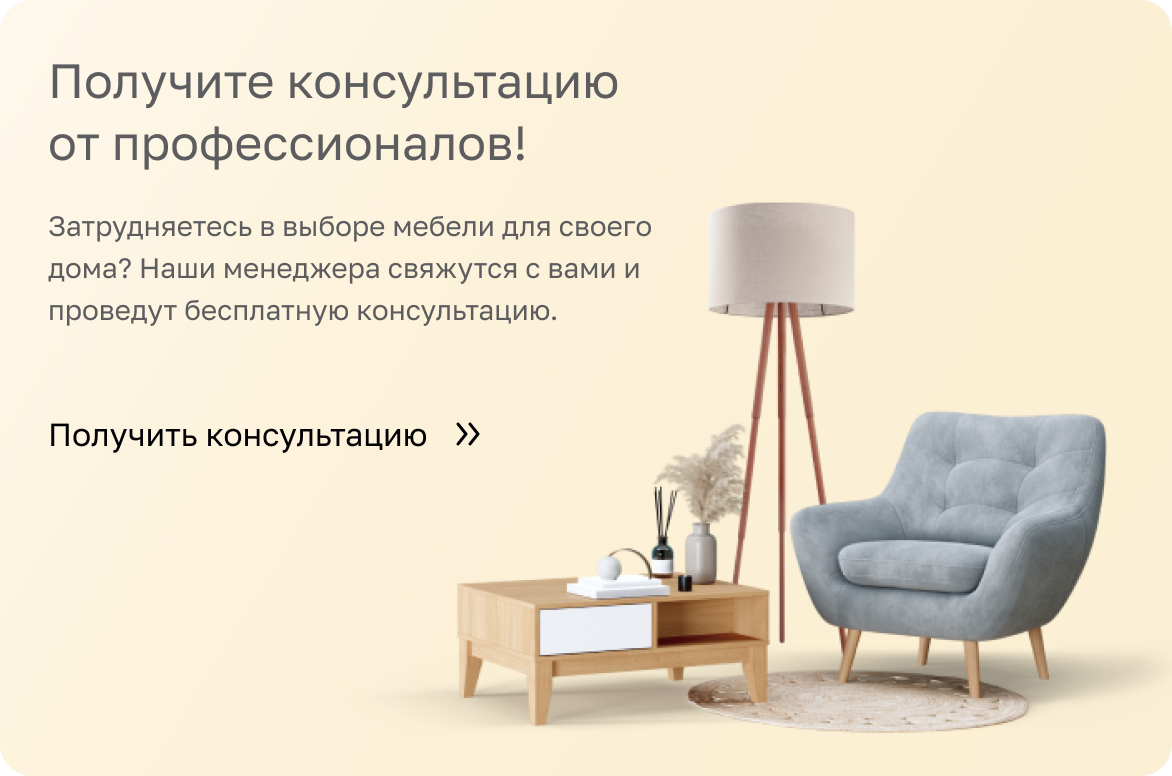 Получите консультацию
от профессионалов!
Затрудняетесь в выборе мебели для своего
дома? Наши менеджера свяжутся с вами и
проведут бесплатную консультацию.
Получить консультацию »